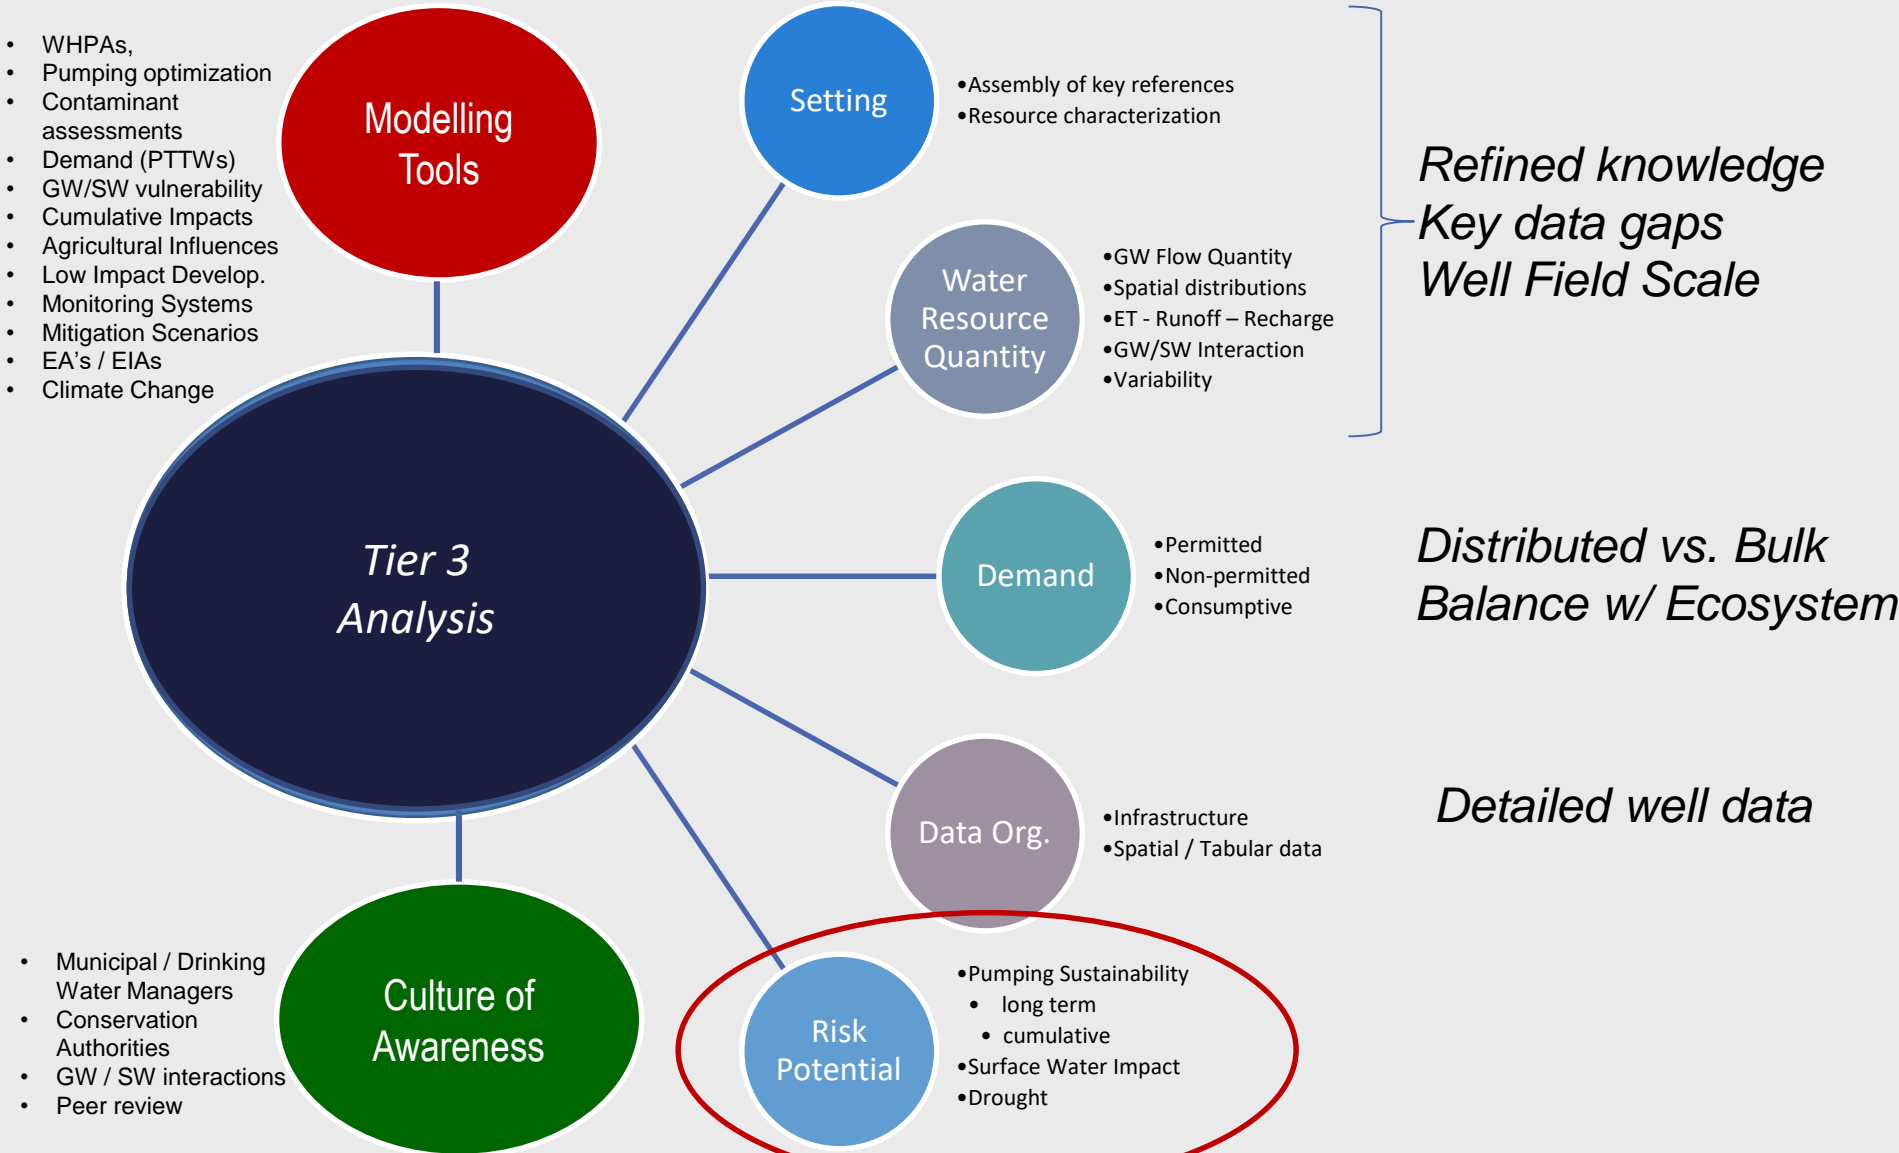 • WHPAs,
• Pumping optimization
• Contaminant
assessments
• Demand (PTTWs)
• GW/SW vulnerability
• Cumulative Impacts
• Agricultural Influences
• Low Impact Develop.
• Monitoring Systems
• Mitigation Scenarios
• EA's / EIAs
• Climate Change
Modelling
Tools
Setting
•Assembly of key references
•Resource characterization
Water
Resource
Quantity
•GW Flow Quantity
•Spatial distributions
•ET - Runoff – Recharge
•GW/SW Interaction
•Variability
Refined knowledge
Key data gaps
Well Field Scale
Tier 3
Analysis
Demand
•Permitted
•Non-permitted
•Consumptive
Distributed vs. Bulk
Balance w/ Ecosystem
Data Org.
•Infrastructure
•Spatial / Tabular data
Detailed well data
• Municipal / Drinking
Water Managers
• Conservation
Authorities
• GW / SW interactions
• Peer review
Culture of
Awareness
Risk
Potential
•Pumping Sustainability
• long term
• cumulative
•Surface Water Impact
•Drought